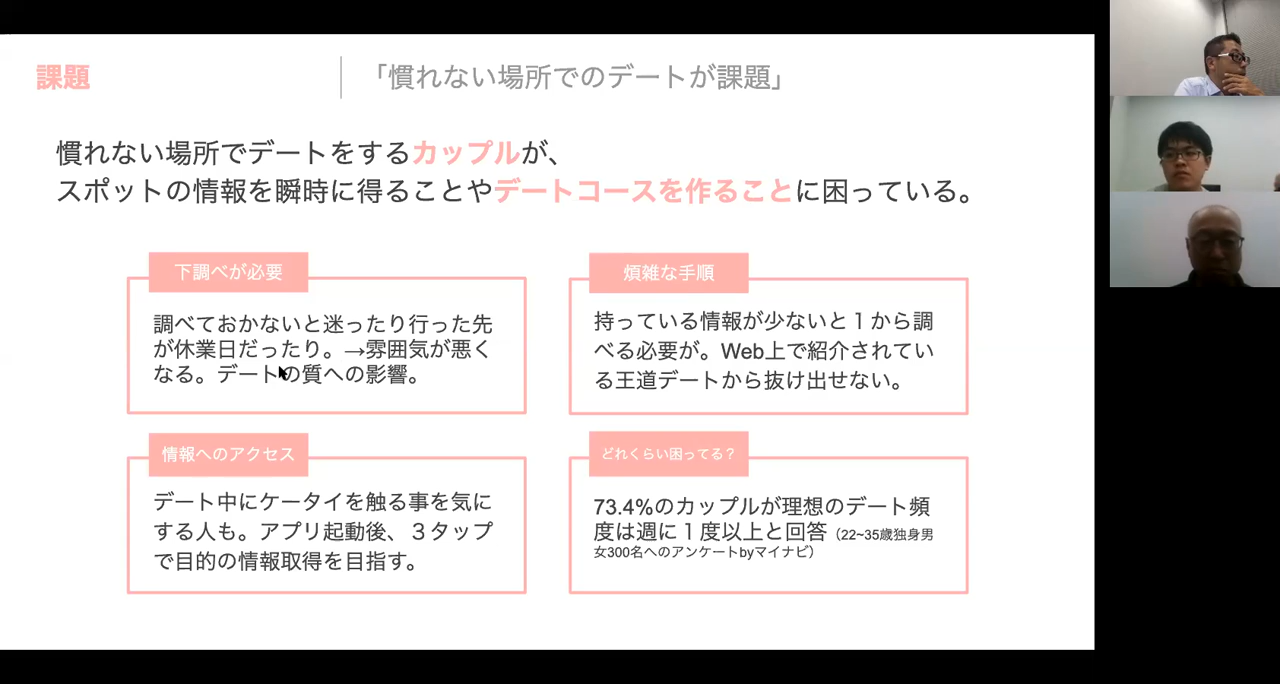 課題
「慣れない場所でのデートが課題」
慣れない場所でデートをするカップルが、
スポットの情報を瞬時に得ることやデートコースを作ることに困っている。
下調べが必要
調べておかないと迷ったり行った先
が休業日だったり。→雰囲気が悪く
なる。デートの質への影響。
煩雑な手順
持っている情報が少ないと１から調
べる必要が。Web上で紹介されてい
る王道デートから抜け出せない。
情報へのアクセス
デート中にケータイを触る事を気に
する人も。アプリ起動後、３タップ
で目的の情報取得を目指す。
どれくらい困ってる？
73.4%のカップルが理想のデート頻
度は週に１度以上と回答（22~35歳独身男
女300名へのアンケートbyマイナビ）